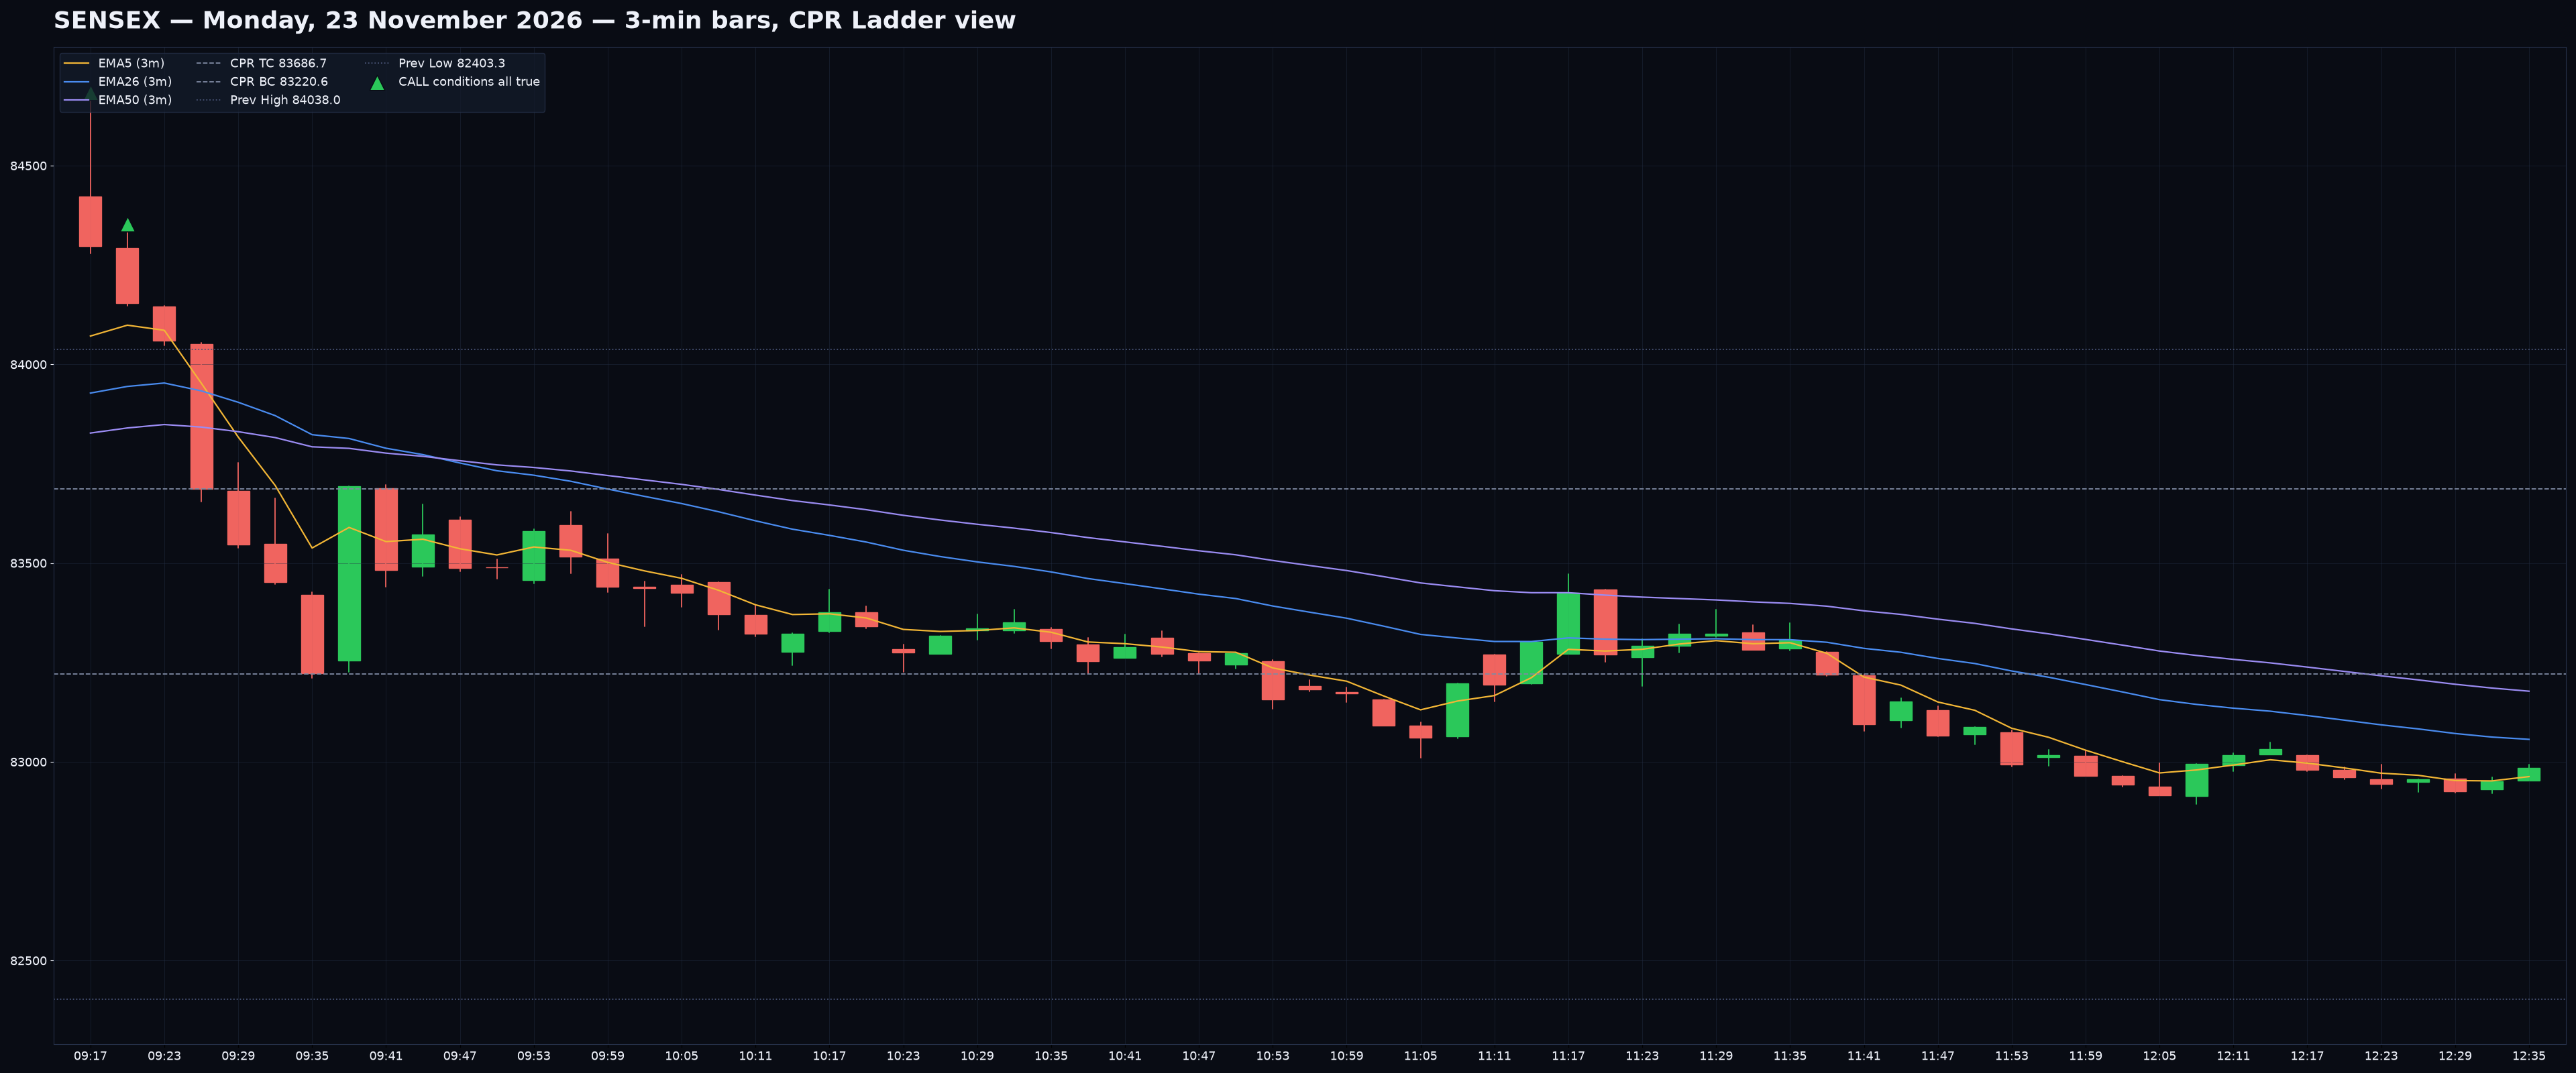 SENSEX — Monday, 23 November 2026 — 3-min bars, CPR Ladder view
EMA5 (3m)
EMA26 (3m)
EMA50 (3m)
CPR TC 83686.7
CPR BC 83220.6
Prev High 84038.0
Prev Low 82403.3
CALL conditions all true
84500
84000
83500
83000
82500
09:17 09:23 09:29 09:35 09:41 09:47 09:53 09:59 10:05 10:11 10:17 10:23 10:29 10:35 10:41 10:47 10:53 10:59 11:05 11:11 11:17 11:23 11:29 11:35 11:41 11:47 11:53 11:59 12:05 12:11 12:17 12:23 12:29 12:35